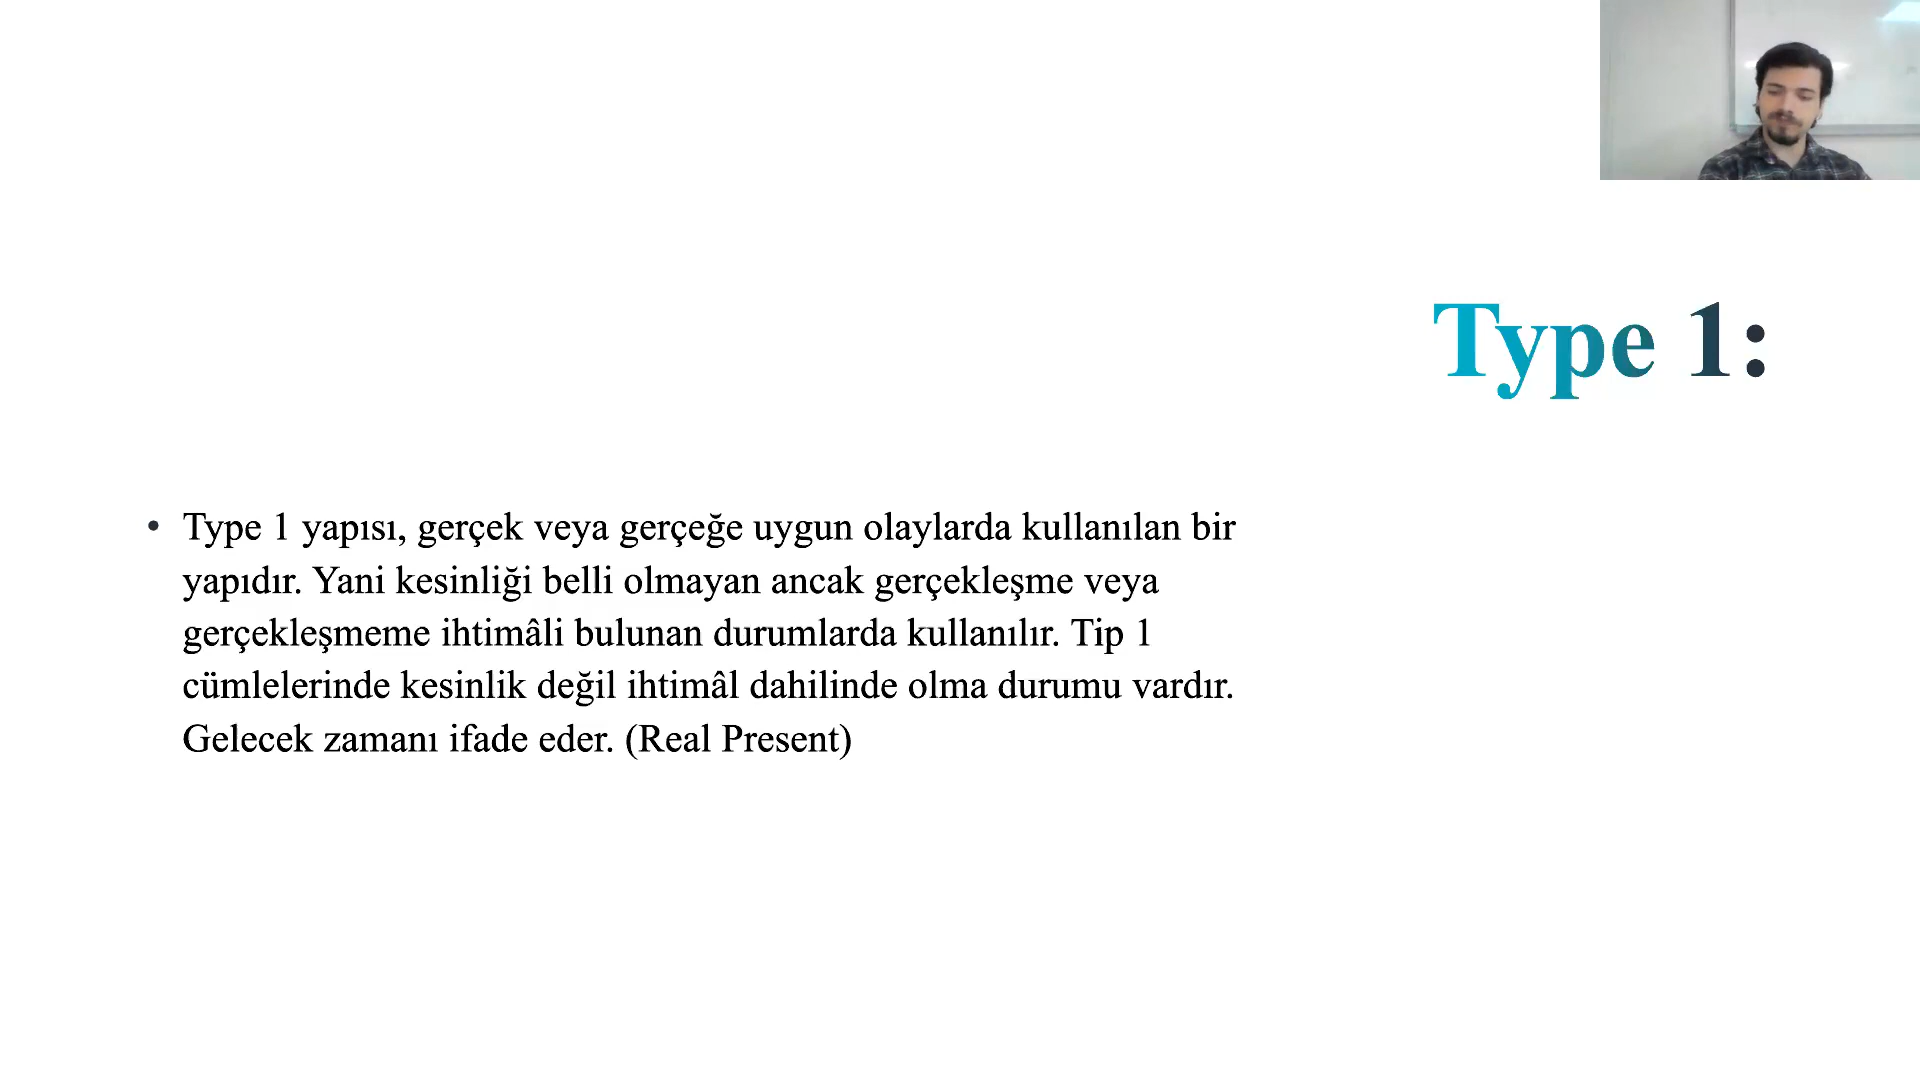 Type 1:
• Type 1 yapısı, gerçek veya gerçeğe uygun olaylarda kullanılan bir
yapıdır. Yani kesinliği belli olmayan ancak gerçekleşme veya
gerçekleşmeme ihtimâli bulunan durumlarda kullanılır. Tip 1
cümlelerinde kesinlik değil ihtimâl dahilinde olma durumu vardır.
Gelecek zamanı ifade eder. (Real Present)